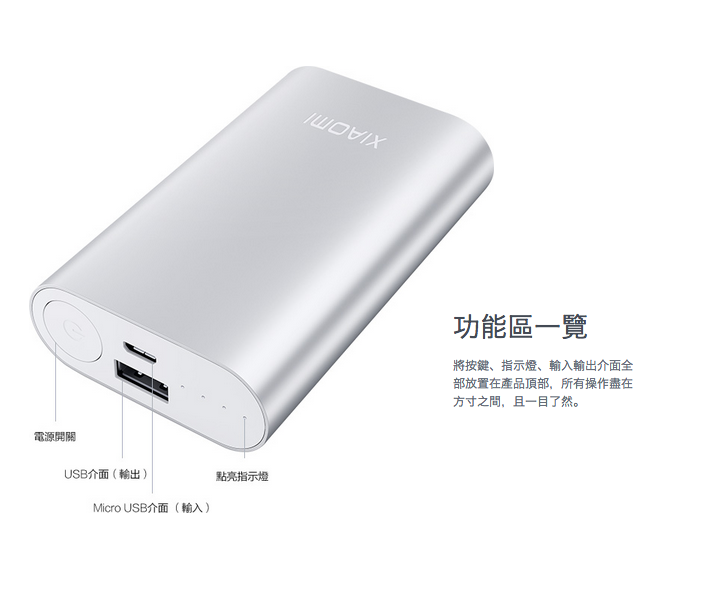 XIAOMI
功能區一覽
將按鍵、指示燈、輸入輸出介面全
部放置在產品頂部，所有操作盡在
方寸之間，且一目了然。
電源開關
USB介面（輸出）
點亮指示燈
Micro USB介面（輸入）